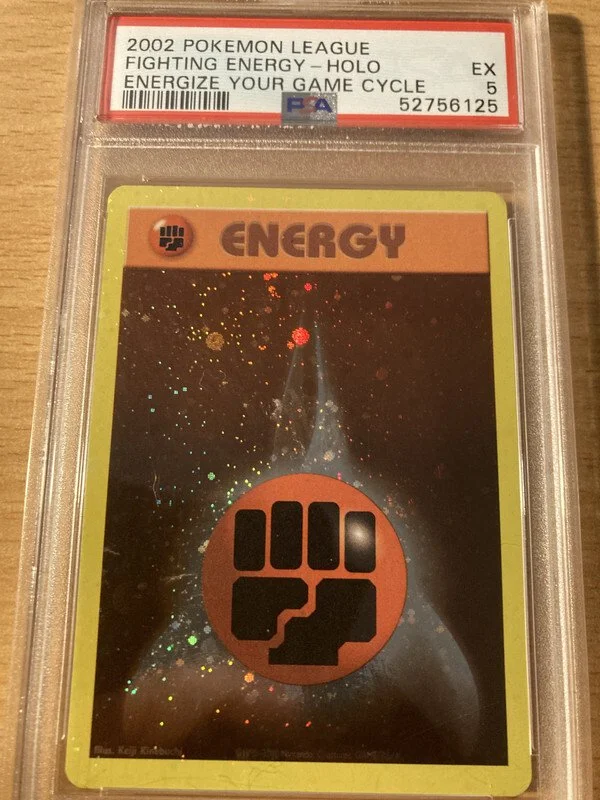 2002 POKEMON LEAGUE
FIGHTING ENERGY - HOLO EX
ENERGIZE YOUR GAME CYCLE 5
PSA 52756125
ENERGY
Illus. Keiji Kinebuchi